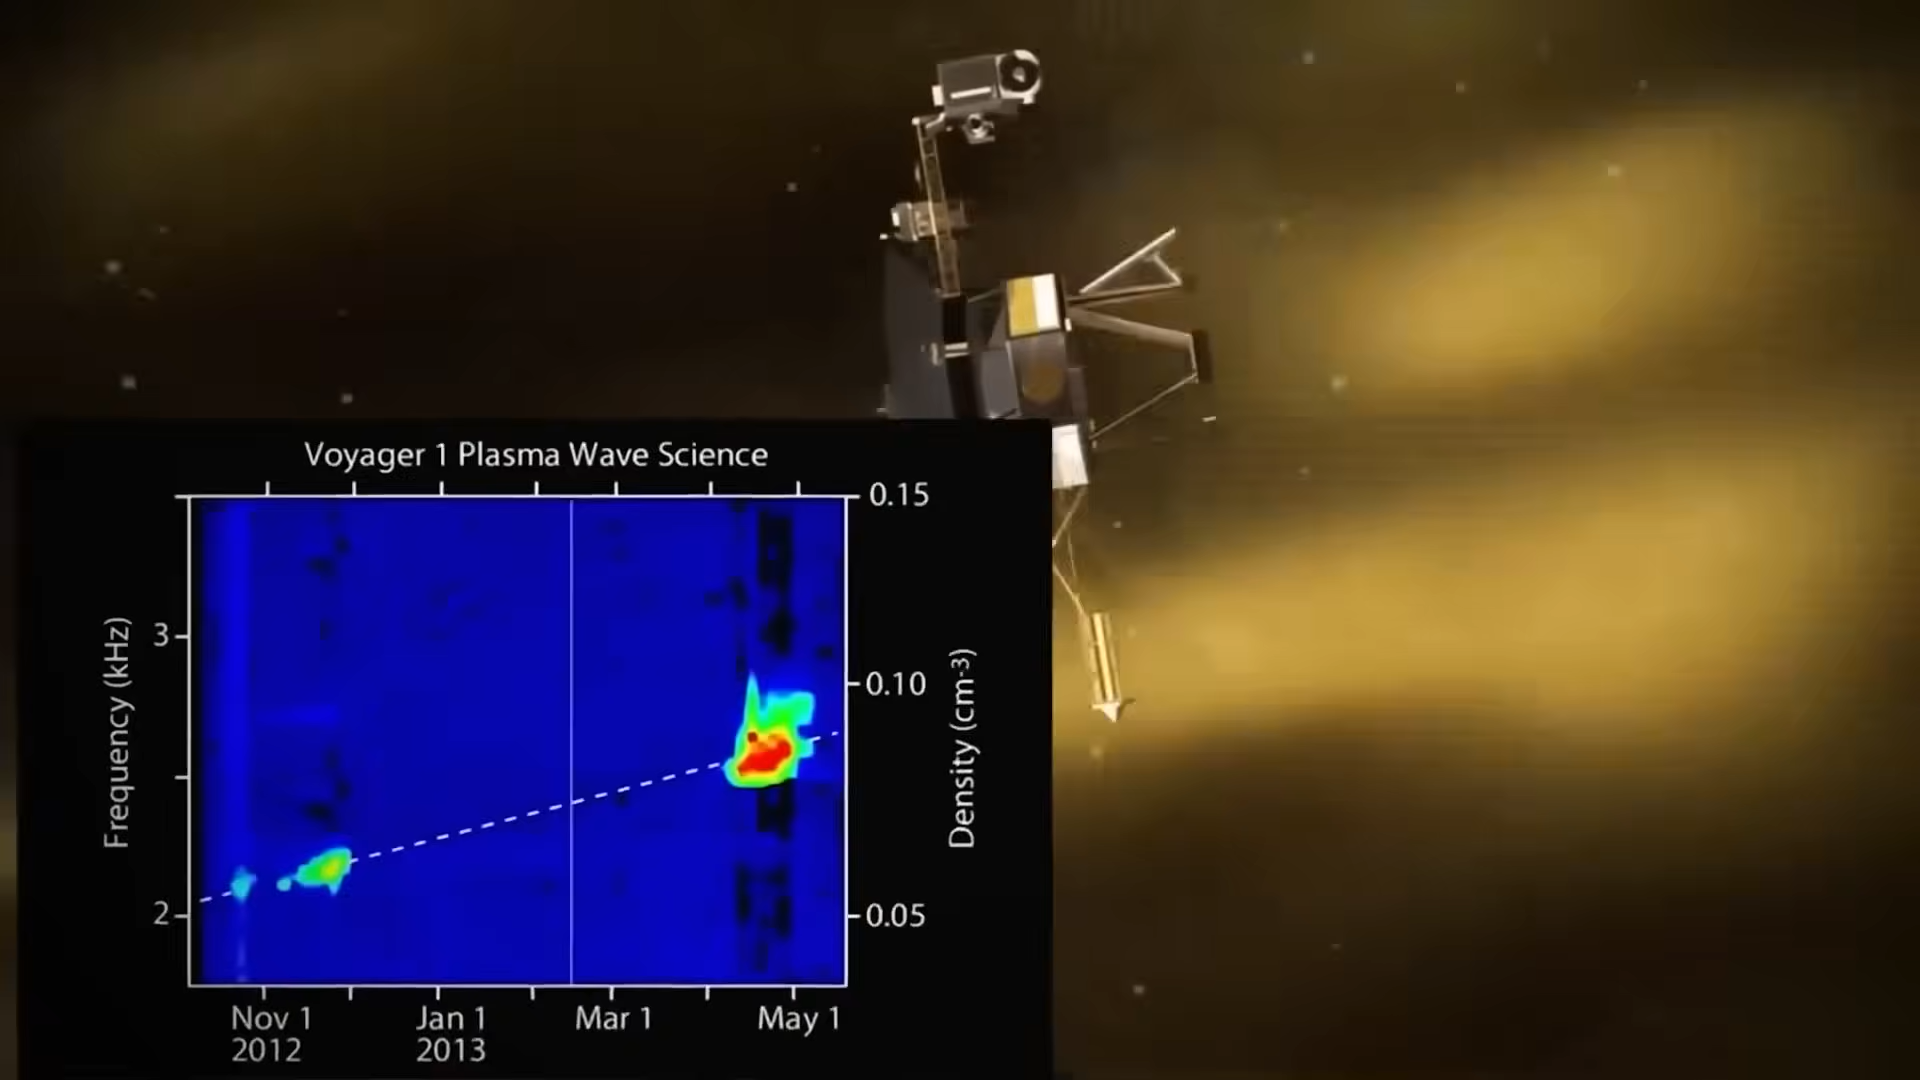 Voyager 1 Plasma Wave Science
0.15
3
0.10
Frequency (kHz)
Density (cm-3)
2
0.05
Nov 1 Jan 1 Mar 1 May 1
2012 2013